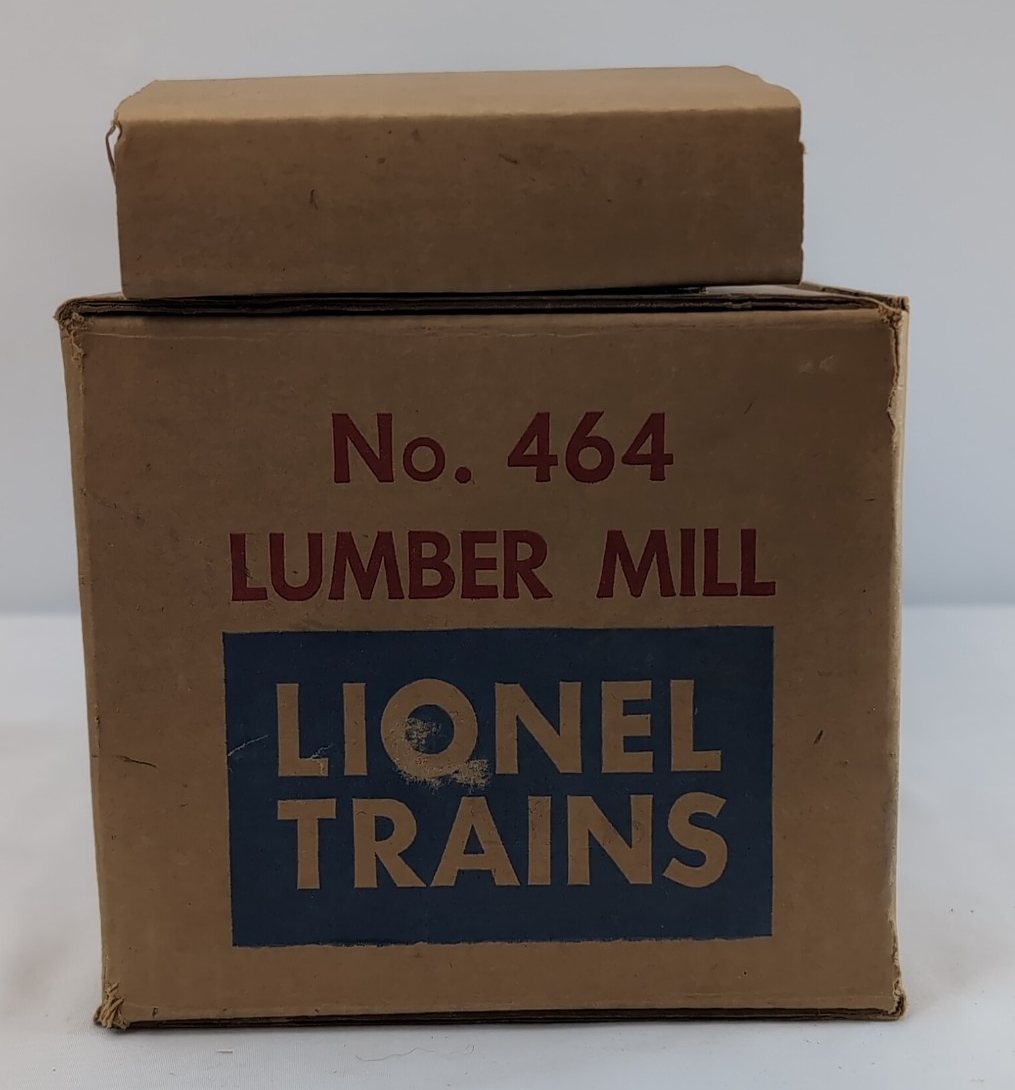 No. 464
LUMBER MILL
LIONEL
TRAINS